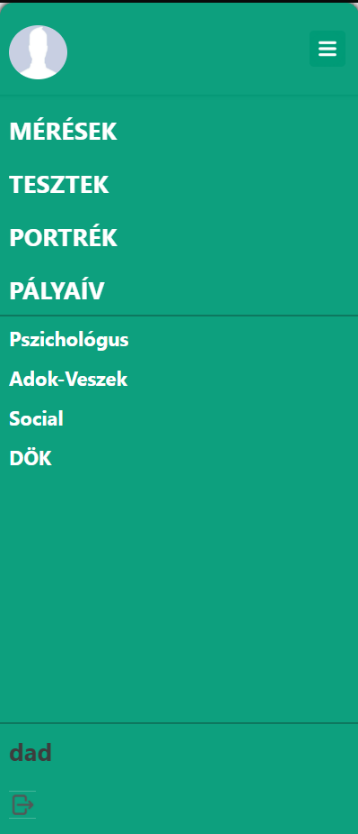 MÉRÉSEK
TESZTEK
PORTRÉK
PÁLYAÍV
Pszichológus
Adok-Veszek
Social
DÖK
dad